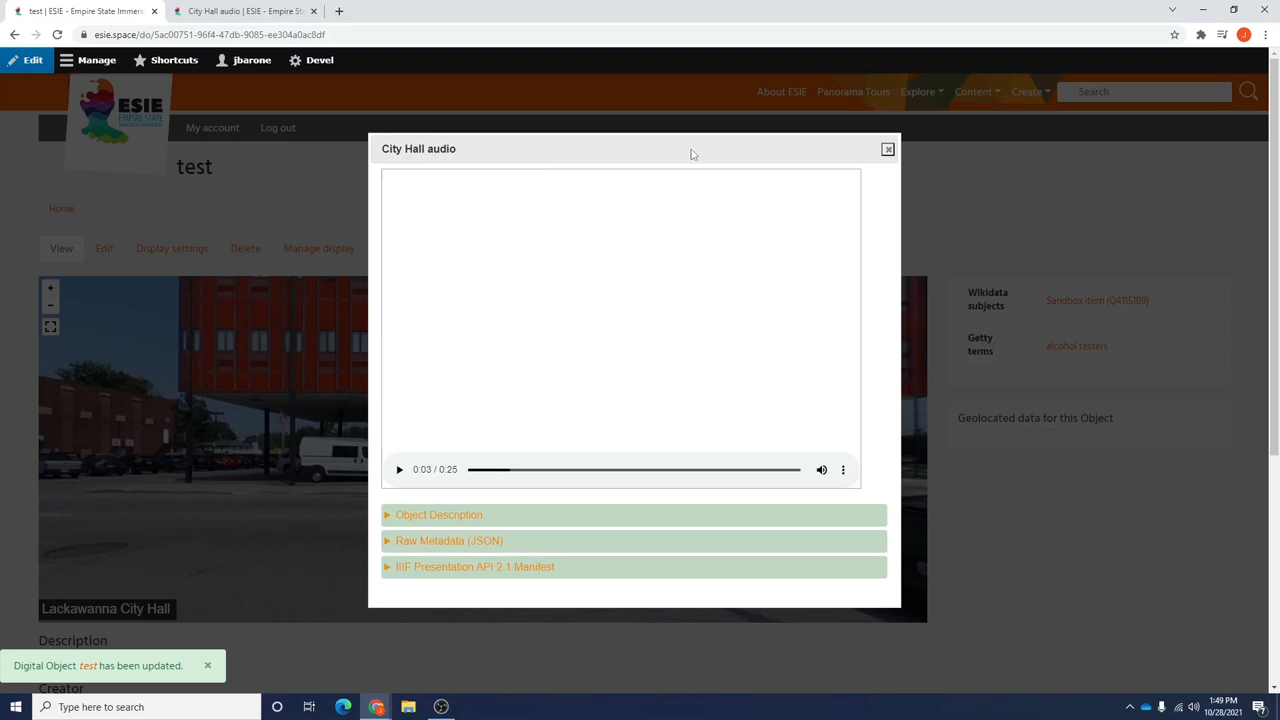 test | ESIE - Empire State Immers
City Hall audio | ESIE - Empire St
esie.space/do/5ac00751-96f4-47db-9085-ee304a0ac8df
J
Edit
Manage
Shortcuts
jbarone
Devel
ESIE
EMPIRE STATE
About ESIE
Panorama Tours
Explore
Content
Create
Search
My account
Log out
test
City Hall audio
Home
View
Edit
Display settings
Delete
Manage display
+
−
Wikidata subjects
Sandbox item (Q4115189)
Getty terms
alcohol testers
Geolocated data for this Object
0:03 / 0:25
Object Description
Raw Metadata (JSON)
IIIF Presentation API 2.1 Manifest
Lackawanna City Hall
Description
Digital Object test has been updated.
Creator
Type here to search
1:49 PM
10/28/2021
7